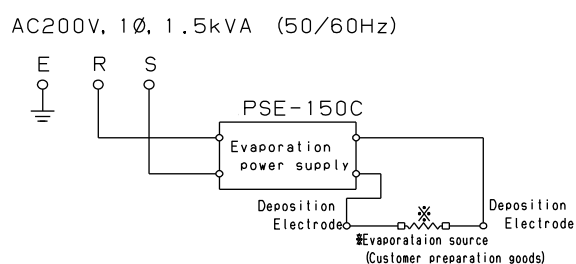 AC200V, 1Ø, 1.5kVA (50/60Hz)
E R S
PSE-150C
Evaporation
power supply
Deposition
Electrode
※
Deposition
Electrode
※Evaporataion source
(Customer preparation goods)